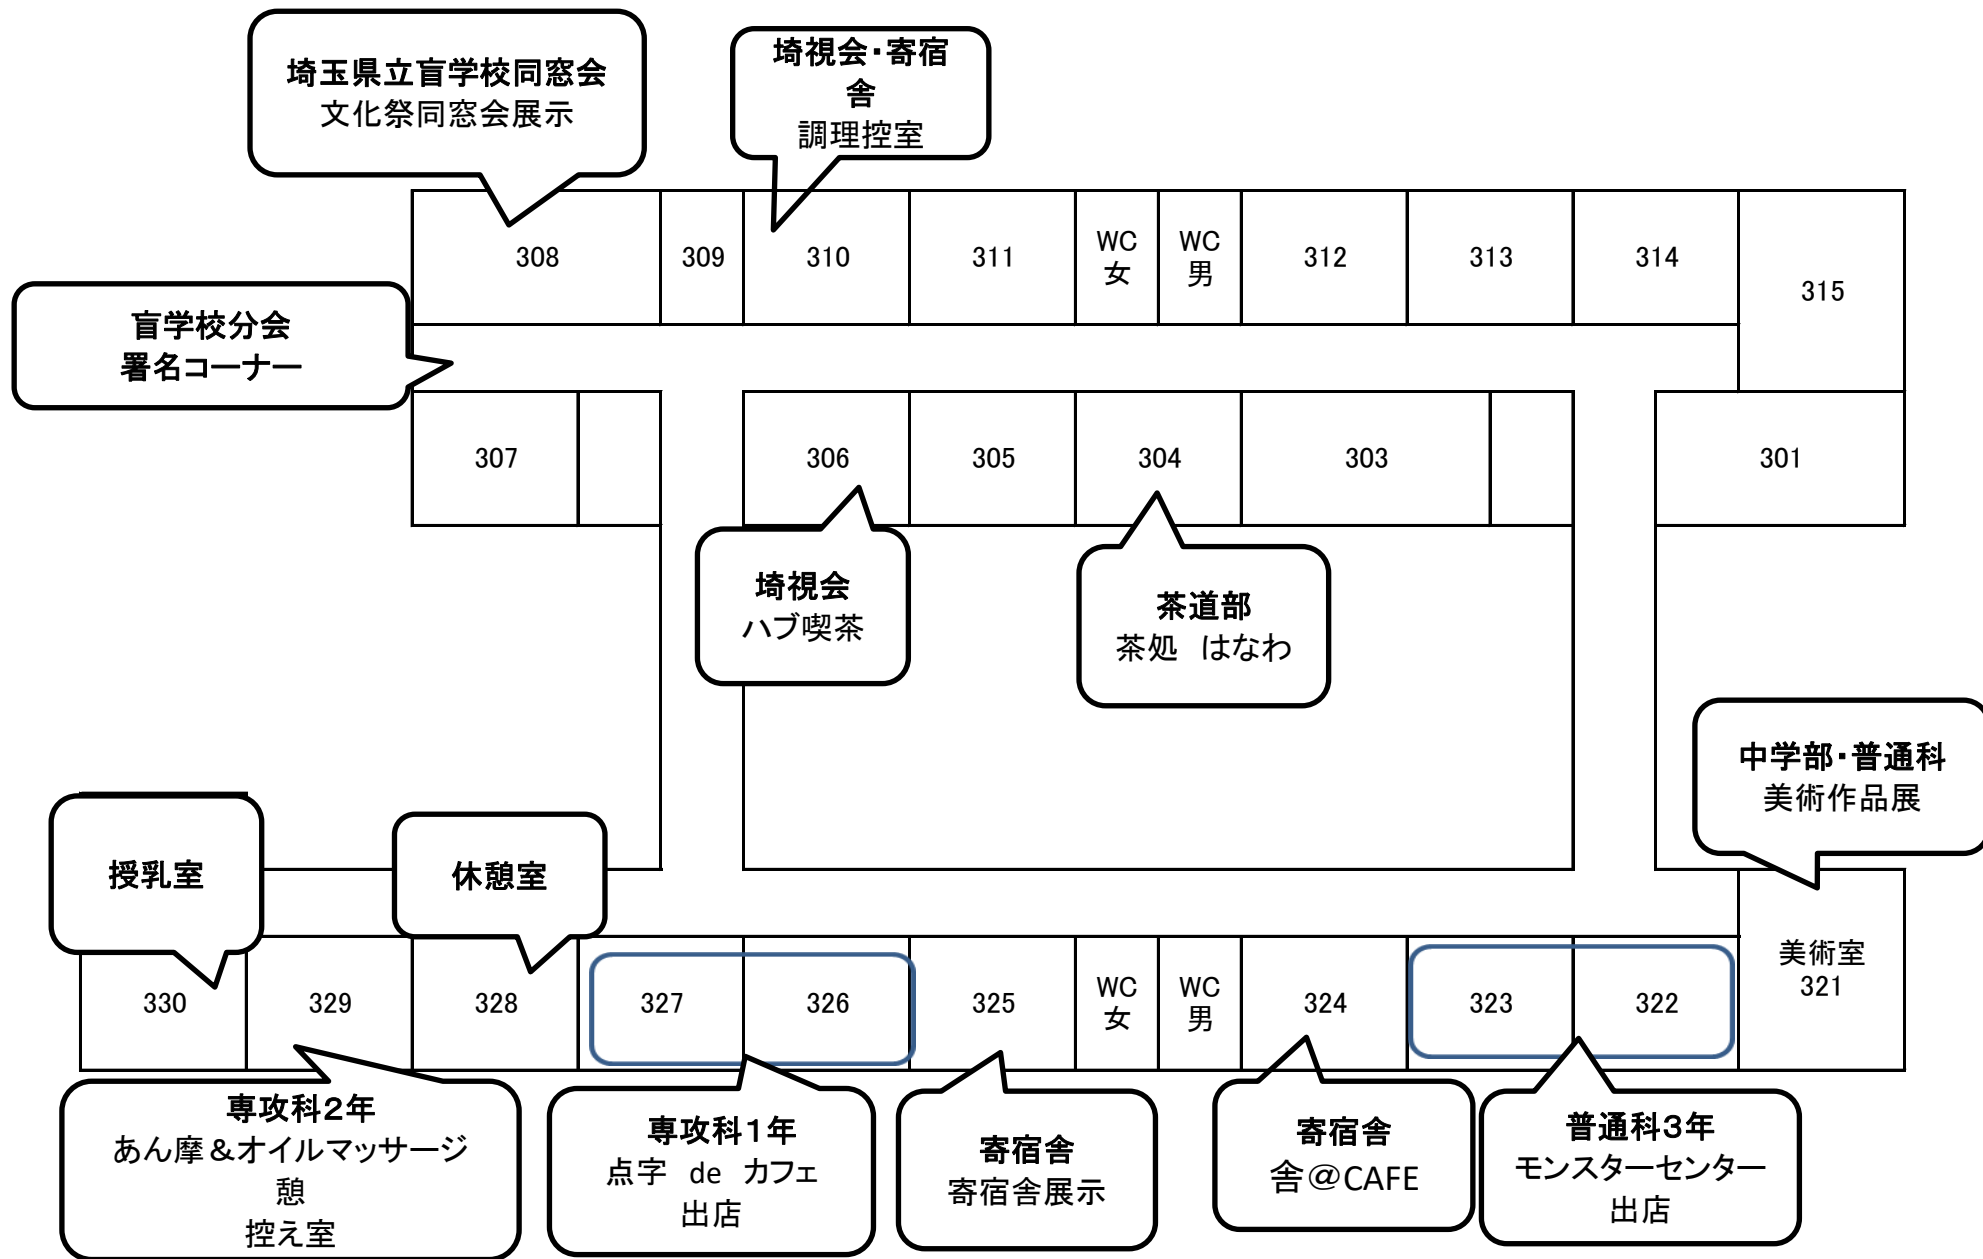 埼玉県立盲学校同窓会
文化祭同窓会展示
埼視会・寄宿
舎
調理控室
308
309
310
311
WC
女
WC
男
312
313
314
315
盲学校分会
署名コーナー
307
306
305
304
303
301
埼視会
ハブ喫茶
茶道部
茶処　はなわ
中学部・普通科
美術作品展
授乳室
休憩室
330
329
328
327
326
325
WC
女
WC
男
324
323
322
美術室
321
専攻科２年
あん摩＆オイルマッサージ
憩
控え室
専攻科１年
点字　de　カフェ
出店
寄宿舎
寄宿舎展示
寄宿舎
舎＠CAFE
普通科３年
モンスターセンター
出店